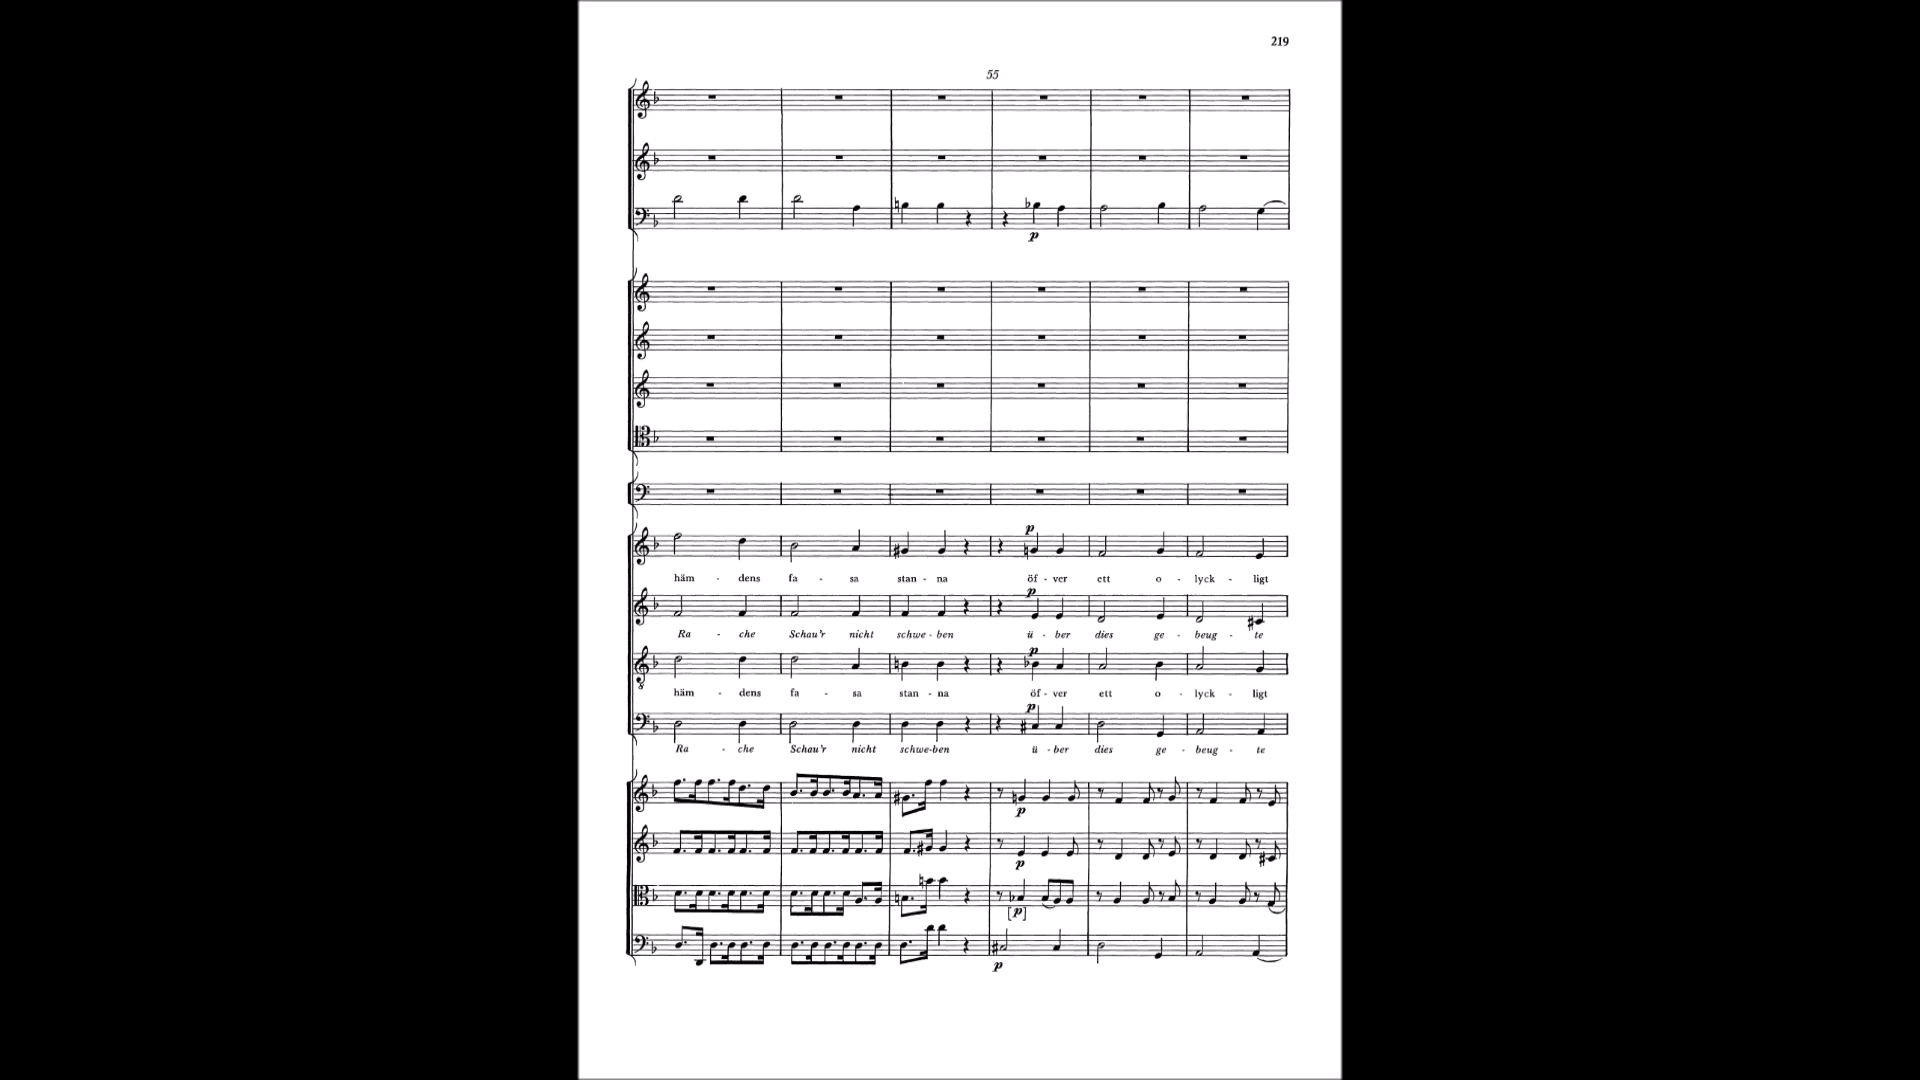 219
55
p
p
häm - dens fa - sa stan - na öf - ver ett o - lyck - ligt
p
Ra - che Schau'r nicht schwe - ben ü - ber dies ge - beug - te
p
häm - dens fa - sa stan - na öf - ver ett o - lyck - ligt
p
Ra - che Schau'r nicht schwe-ben ü - ber dies ge - beug - te
p
p
[p]
p